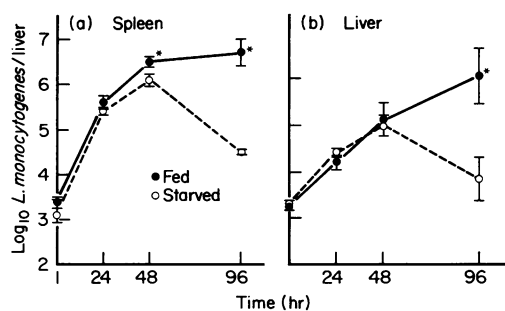 (a) Spleen
(b) Liver
Log10 L. monocytogenes/liver
7
6
5
4
3
2
*
*
*
Fed
Starved
1 24 48 96
24 48 96
Time (hr)